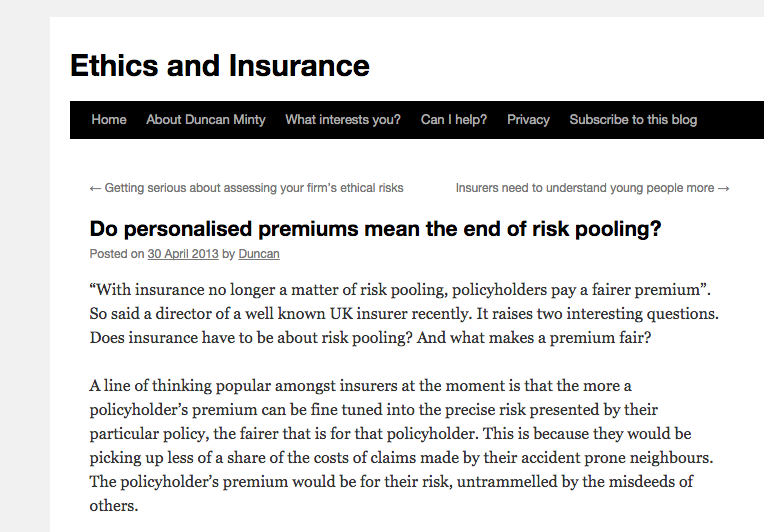 Ethics and Insurance
Home About Duncan Minty What interests you? Can I help? Privacy Subscribe to this blog
← Getting serious about assessing your firm's ethical risks Insurers need to understand young people more →
Do personalised premiums mean the end of risk pooling?
Posted on 30 April 2013 by Duncan
“With insurance no longer a matter of risk pooling, policyholders pay a fairer premium”.
So said a director of a well known UK insurer recently. It raises two interesting questions.
Does insurance have to be about risk pooling? And what makes a premium fair?
A line of thinking popular amongst insurers at the moment is that the more a
policyholder’s premium can be fine tuned into the precise risk presented by their
particular policy, the fairer that is for that policyholder. This is because they would be
picking up less of a share of the costs of claims made by their accident prone neighbours.
The policyholder’s premium would be for their risk, untrammelled by the misdeeds of
others.